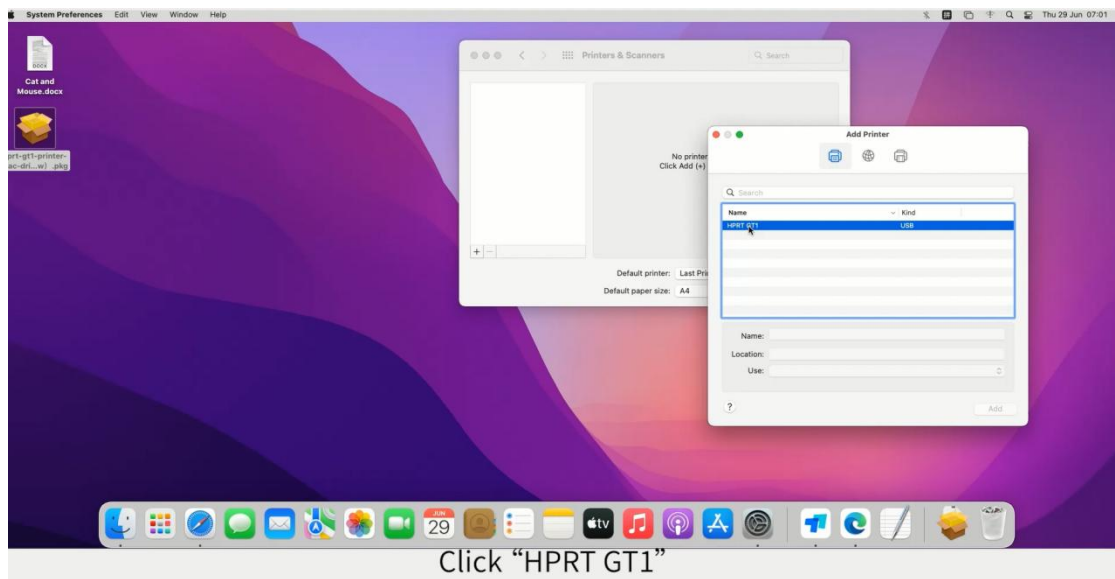 System Preferences Edit View Window Help
Thu 29 Jun 07:01
DOCX
Cat and
Mouse.docx
prt-gt1-printer-
ac-dri...w) .pkg
Printers & Scanners
Search
No printer
Click Add (+)
+ −
Default printer: Last Pri
Default paper size: A4
Add Printer
Search
Name Kind
HPRT GT1 USB
Name:
Location:
Use:
?
Add
JUN
29
tv
Click “HPRT GT1”